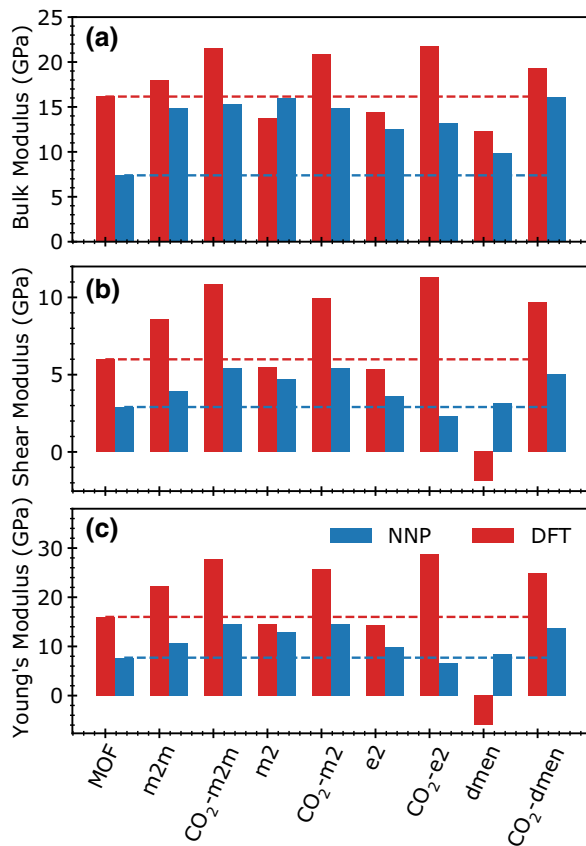 (a)
Bulk Modulus (GPa)
25
20
15
10
5
0
(b)
Shear Modulus (GPa)
10
5
0
(c)
NNP
DFT
Young's Modulus (GPa)
30
20
10
0
MOF
m2m
CO₂-m2m
m2
CO₂-m2
e2
CO₂-e2
dmen
CO₂-dmen